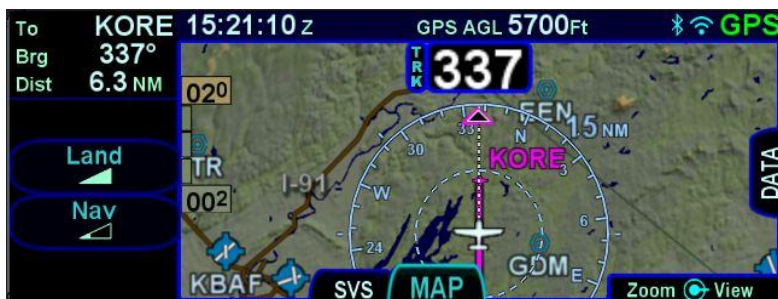 To KORE 15:21:10 Z GPS AGL 5700Ft GPS
Brg 337°
Dist 6.3 NM
TRK 337
020
EEN
15 NM
33
N
30
KORE
3
Land
TR
I-91
DATA
W
002
Nav
6
24
GDM
E
KBAF
SVS MAP Zoom View